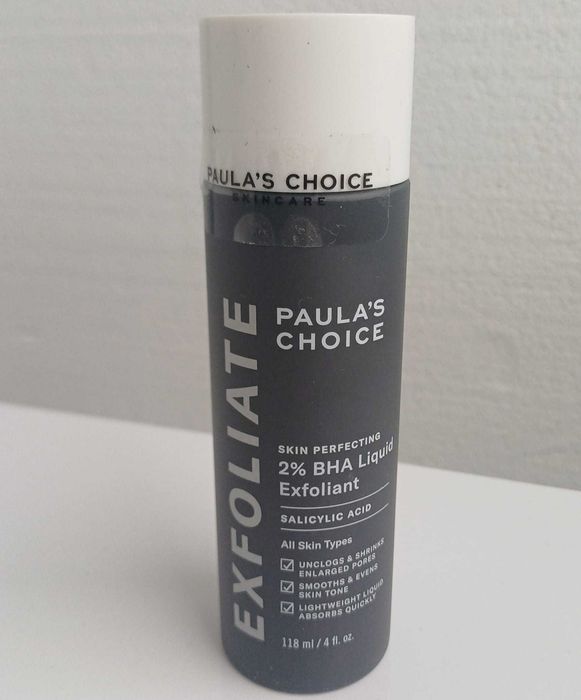 PAULA'S CHOICE
SKINCARE
EXFOLIATE
PAULA'S
CHOICE
SKIN PERFECTING
2% BHA Liquid
Exfoliant
SALICYLIC ACID
All Skin Types
UNCLOGS & SHRINKS
ENLARGED PORES
SMOOTHS & EVENS
SKIN TONE
LIGHTWEIGHT LIQUID
ABSORBS QUICKLY
118 ml / 4 fl. oz.